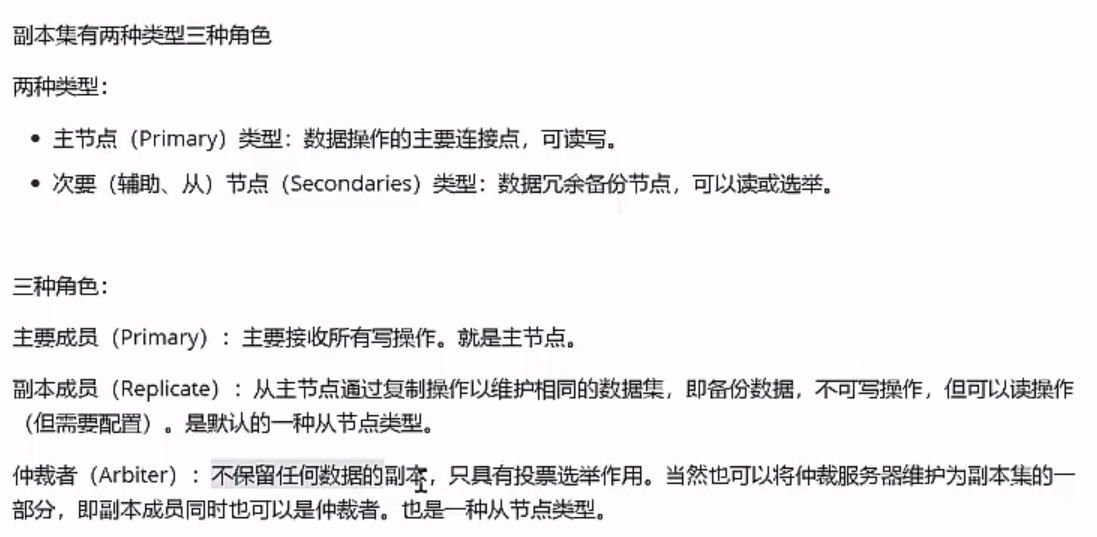 副本集有两种类型三种角色
两种类型：
• 主节点（Primary）类型：数据操作的主要连接点，可读写。
• 次要（辅助、从）节点（Secondaries）类型：数据冗余备份节点，可以读或选举。
三种角色：
主要成员（Primary）：主要接收所有写操作。就是主节点。
副本成员（Replicate）：从主节点通过复制操作以维护相同的数据集，即备份数据，不可写操作，但可以读操作
（但需要配置）。是默认的一种从节点类型。
仲裁者（Arbiter）：不保留任何数据的副本，只具有投票选举作用。当然也可以将仲裁服务器维护为副本集的一
部分，即副本成员同时也可以是仲裁者。也是一种从节点类型。